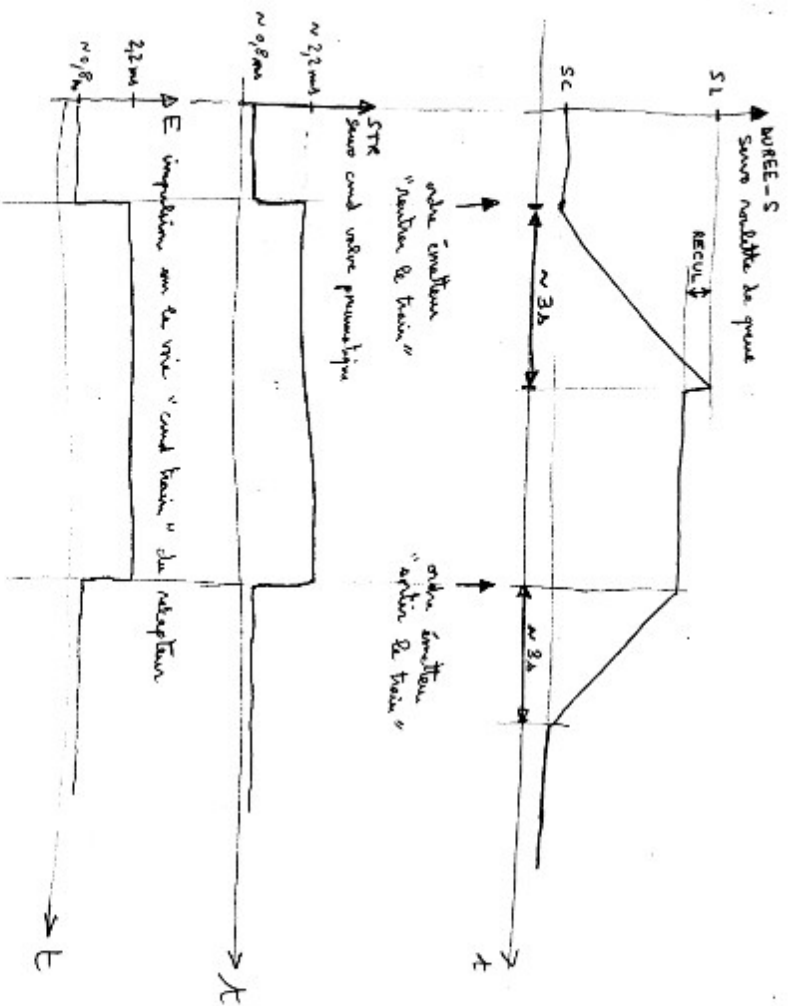 DUREE-S
servo roulette de queue
SL
RECUL
SC
~ 3s
~ 3s
t
ordre émetteur
"rentrer le train"
ordre émetteur
"sortir le train"
STR
servo cmd valve pneumatique
~ 2,2 ms
~ 0,8 ms
t
E impulsion sur la voie "cmd train" du récepteur
2,2 ms
~ 0,8 ms
t